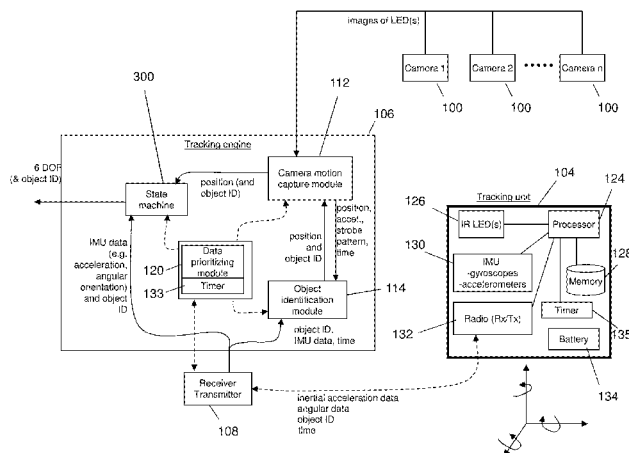 images of LED(s)
Camera 1
Camera 2
Camera n
100
100
100
300
112
106
Tracking engine
6 DOF
(& object ID)
State
machine
position (and
object ID)
Camera motion
capture module
position,
accel.,
strobe
pattern,
time
position
and
object ID
IMU data
(e.g.
acceleration,
angular
orientation)
and object
ID
120
Data
prioritizing
module
133
Timer
Object
identification
module
114
object ID,
IMU data, time
Receiver
Transmitter
108
inertial acceleration data
angular data
object ID
time
104
Tracking unit
124
126
IR LED(s)
Processor
130
IMU
-gyroscopes
-accelerometers
128
Memory
132
Radio (Rx/Tx)
Timer
135
Battery
134